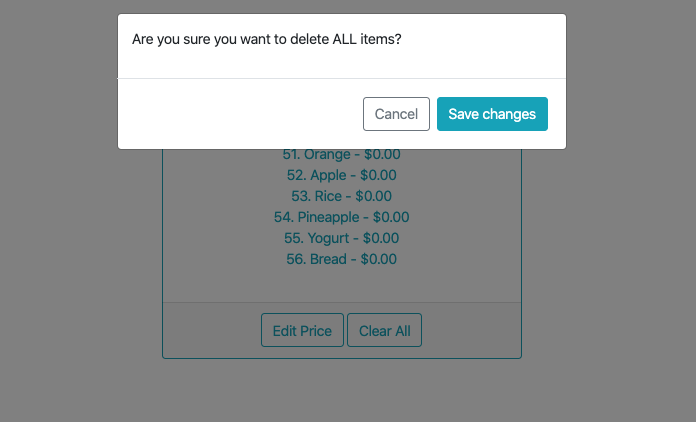 Are you sure you want to delete ALL items?
Cancel Save changes
51. Orange - $0.00
52. Apple - $0.00
53. Rice - $0.00
54. Pineapple - $0.00
55. Yogurt - $0.00
56. Bread - $0.00
Edit Price Clear All